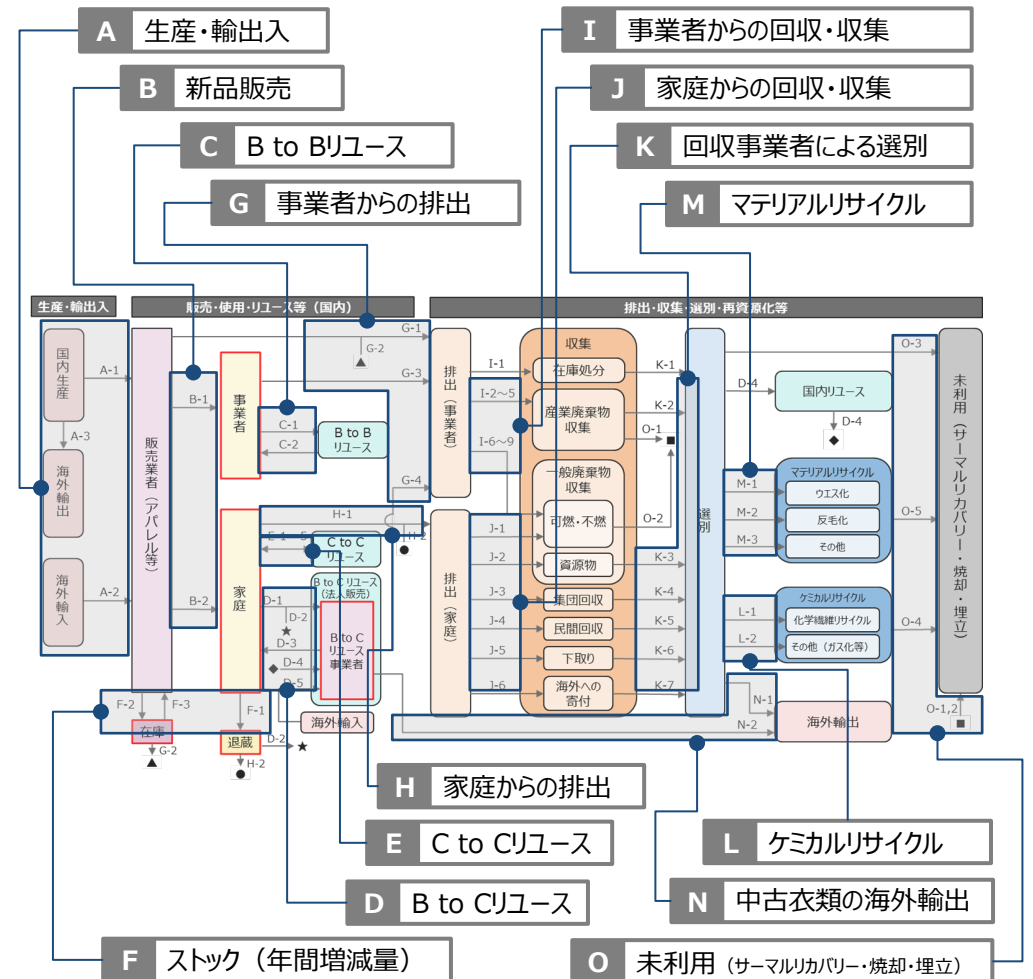 A 生産・輸出入
B 新品販売
C B to Bリユース
G 事業者からの排出
I 事業者からの回収・収集
J 家庭からの回収・収集
K 回収事業者による選別
M マテリアルリサイクル
生産・輸出入
販売・使用・リユース等（国内）
排出・収集・選別・再資源化等
国内生産
A-1
A-3
海外輸出
海外輸入
A-2
販売業者（アパレル等）
B-1
B-2
事業者
C-1
C-2
B to B
リユース
G-1
G-2
▲
G-3
G-4
家庭
H-1
H-2
●
C to C
リユース
B to C リユース
（法人販売）
D-1
D-2
★
D-3
◆
D-4
D-5
B to C
リユース
事業者
海外輸入
F-2
F-3
F-1
在庫
G-2
▲
退蔵
D-2
★
H-2
●
排出（事業者）
排出（家庭）
I-1
I-2～5
I-6～9
J-1
J-2
J-3
J-4
J-5
J-6
収集
在庫処分
産業廃棄物
収集
一般廃棄物
収集
可燃・不燃
資源物
集団回収
民間回収
下取り
海外への
寄付
K-1
K-2
O-1
■
O-2
K-3
K-4
K-5
K-6
K-7
選別
D-4
国内リユース
D-4
◆
マテリアルリサイクル
M-1
ウエス化
M-2
反毛化
M-3
その他
ケミカルリサイクル
L-1
化学繊維リサイクル
L-2
その他（ガス化等）
N-1
N-2
海外輸出
O-3
O-5
O-4
O-1,2
■
未利用（サーマルリカバリー・焼却・埋立）
H 家庭からの排出
E C to Cリユース
D B to Cリユース
F ストック（年間増減量）
L ケミカルリサイクル
N 中古衣類の海外輸出
O 未利用（サーマルリカバリー・焼却・埋立）